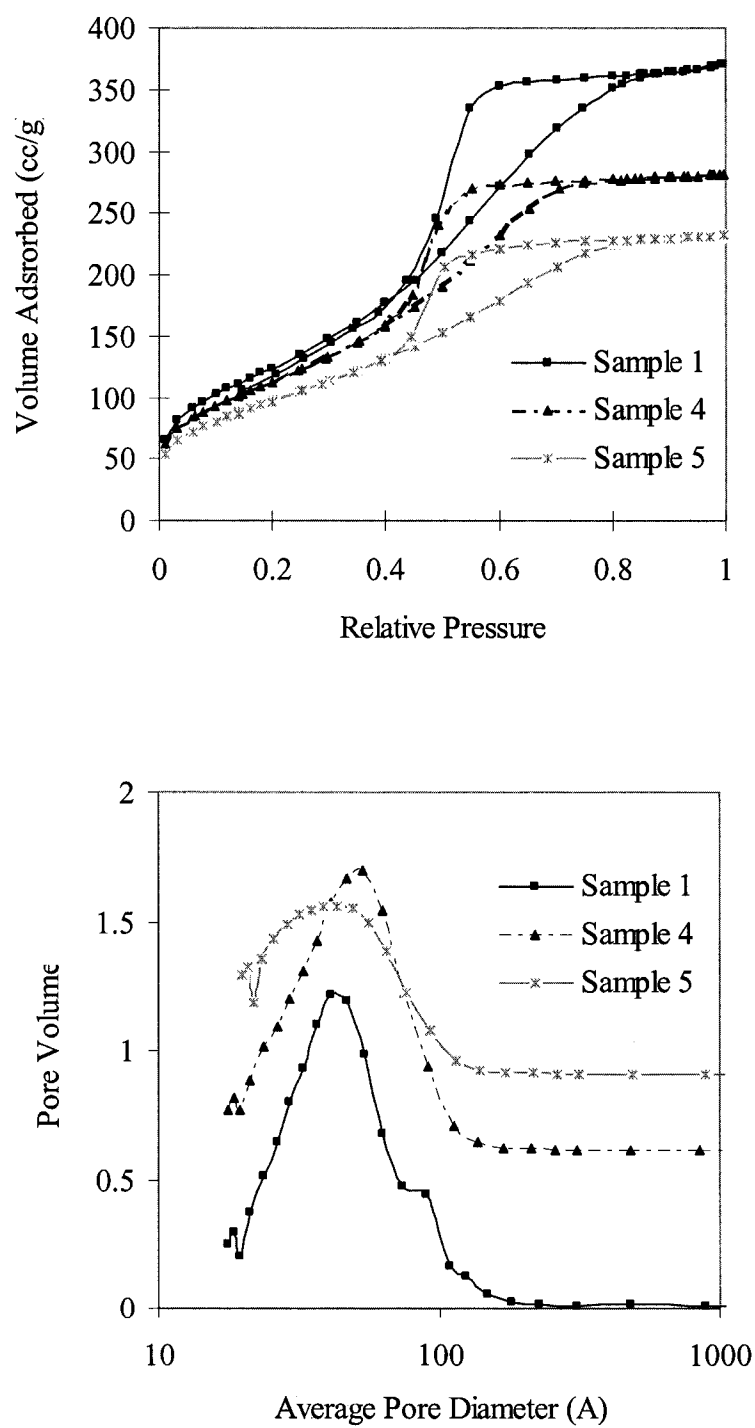 400
350
300
250
200
150
100
50
0
Volume Adsrorbed (cc/g
Sample 1
Sample 4
Sample 5
0 0.2 0.4 0.6 0.8 1
Relative Pressure
2
1.5
1
0.5
0
Pore Volume
Sample 1
Sample 4
Sample 5
10 100 1000
Average Pore Diameter (A)